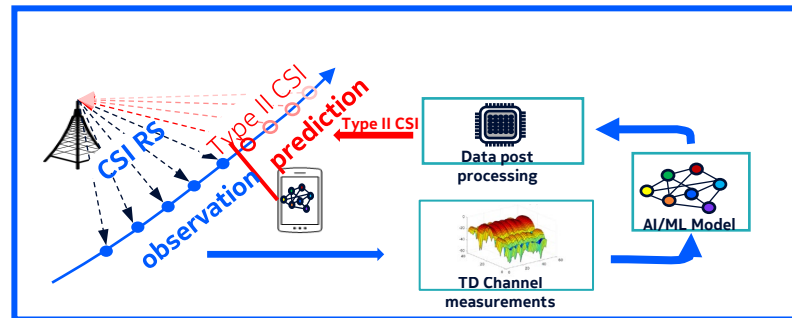 Type II CSI
prediction
CSI RS
observation
Type II CSI
Data post
processing
AI/ML Model
TD Channel
measurements